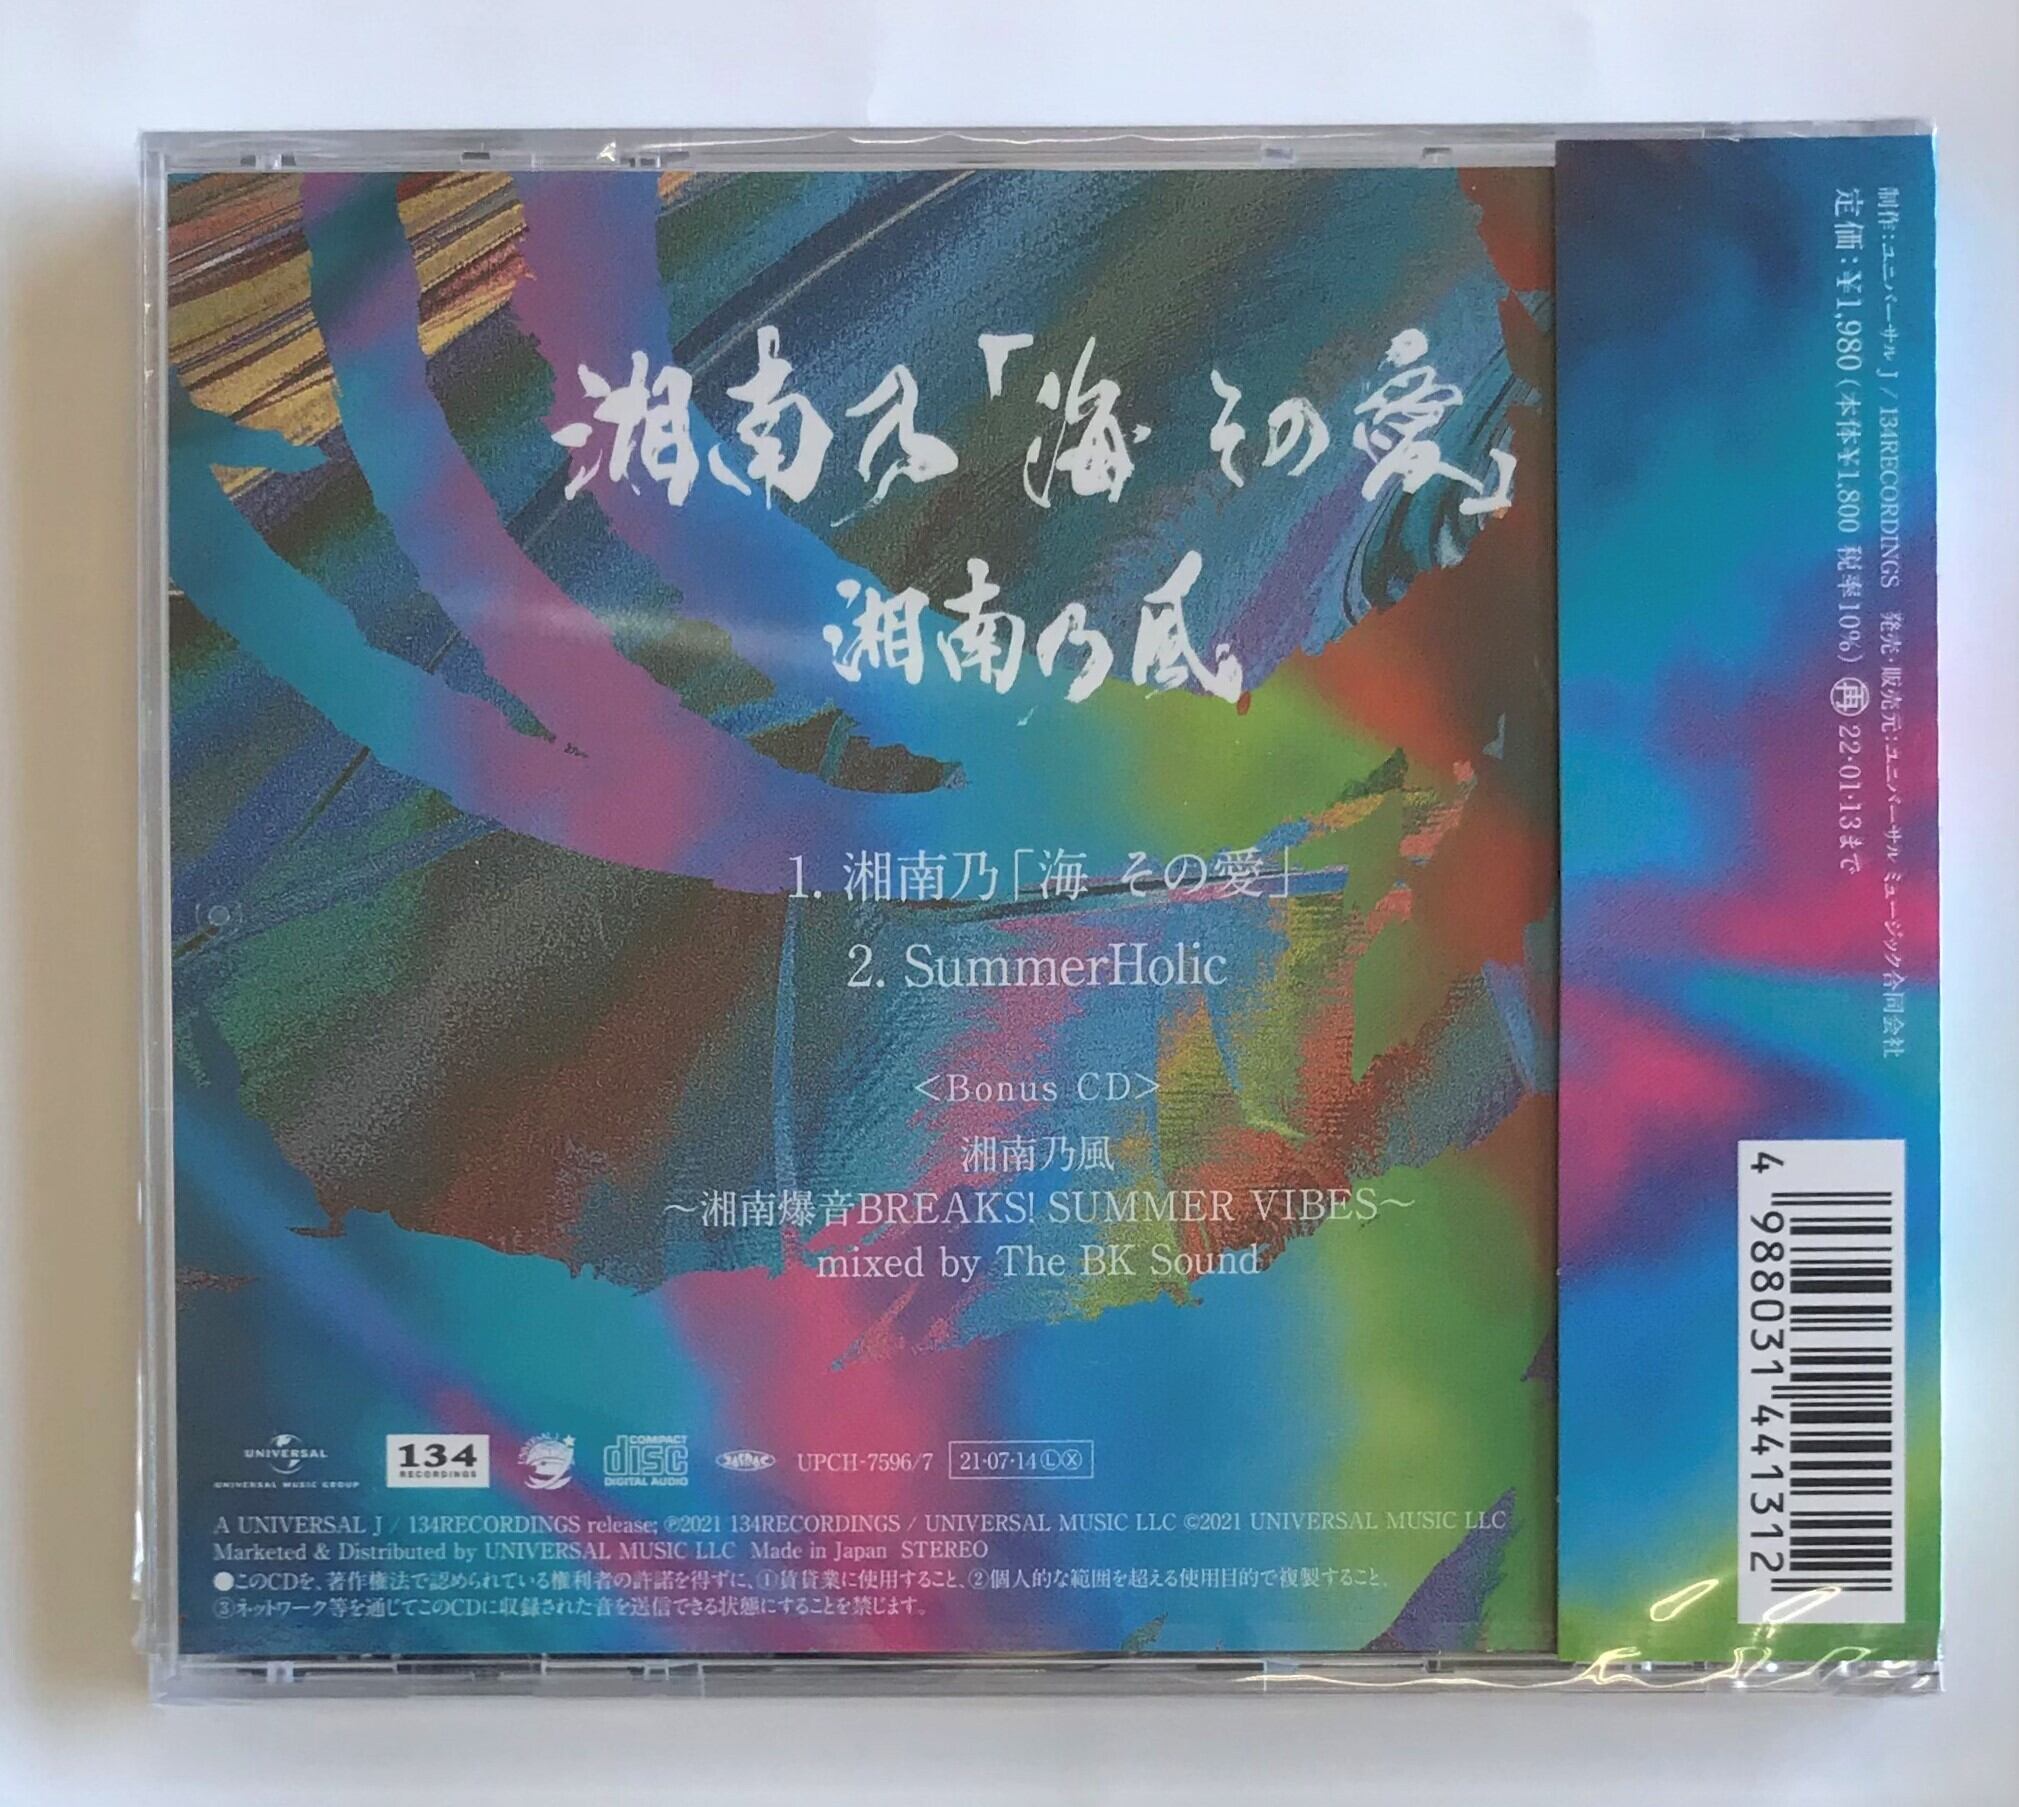 湘南乃「海 その愛」
湘南乃風
1. 湘南乃「海 その愛」
2. SummerHolic
<Bonus CD>
湘南乃風
～湘南爆音BREAKS! SUMMER VIBES～
mixed by The BK Sound
UNIVERSAL
UNIVERSAL MUSIC GROUP
134
RECORDINGS
COMPACT
disc
DIGITAL AUDIO
UPCH-7596/7
21·07·14ⓁⓍ
A UNIVERSAL J / 134RECORDINGS release; ℗2021 134RECORDINGS / UNIVERSAL MUSIC LLC ©2021 UNIVERSAL MUSIC LLC
Marketed & Distributed by UNIVERSAL MUSIC LLC Made in Japan STEREO
●このCDを、著作権法で認められている権利者の許諾を得ずに、①賃貸業に使用すること、②個人的な範囲を超える使用目的で複製すること、
③ネットワーク等を通じてこのCDに収録された音を送信できる状態にすることを禁じます。
制作:ユニバーサル J / 134RECORDINGS 発売・販売元:ユニバーサル ミュージック合同会社
定価:¥1,980(本体¥1,800 税率10%)㊞22·01·13まで
4 988031 441312